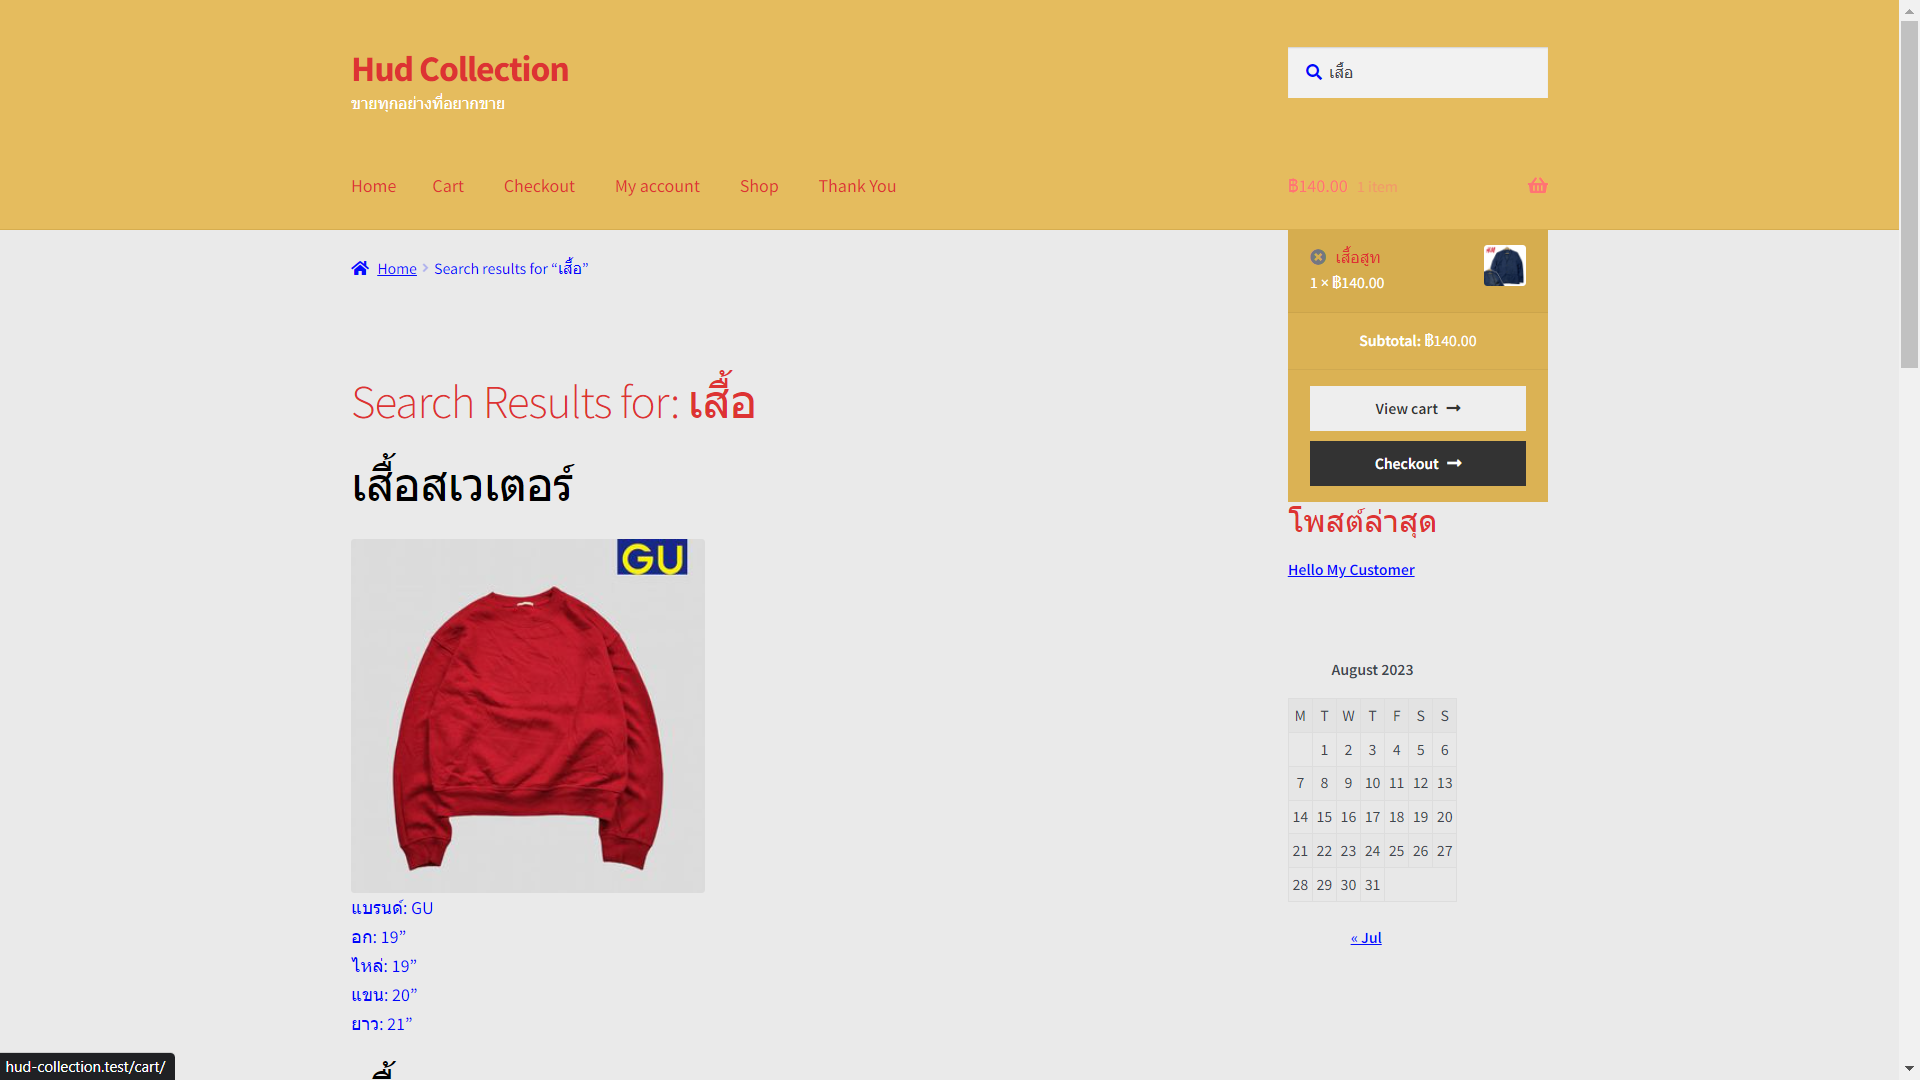 Hud Collection
ขายทุกอย่างที่อยากขาย
เสื้อ
Home
Cart
Checkout
My account
Shop
Thank You
฿140.00 1 item
Home
Search results for “เสื้อ”
เสื้อสูท
1 × ฿140.00
Subtotal: ฿140.00
View cart
Checkout
Search Results for: เสื้อ
เสื้อสเวเตอร์
GU
แบรนด์: GU
อก: 19”
ไหล่: 19”
แขน: 20”
ยาว: 21”
โพสต์ล่าสุด
Hello My Customer
August 2023
M T W T F S S
1 2 3 4 5 6
7 8 9 10 11 12 13
14 15 16 17 18 19 20
21 22 23 24 25 26 27
28 29 30 31
« Jul
hud-collection.test/cart/